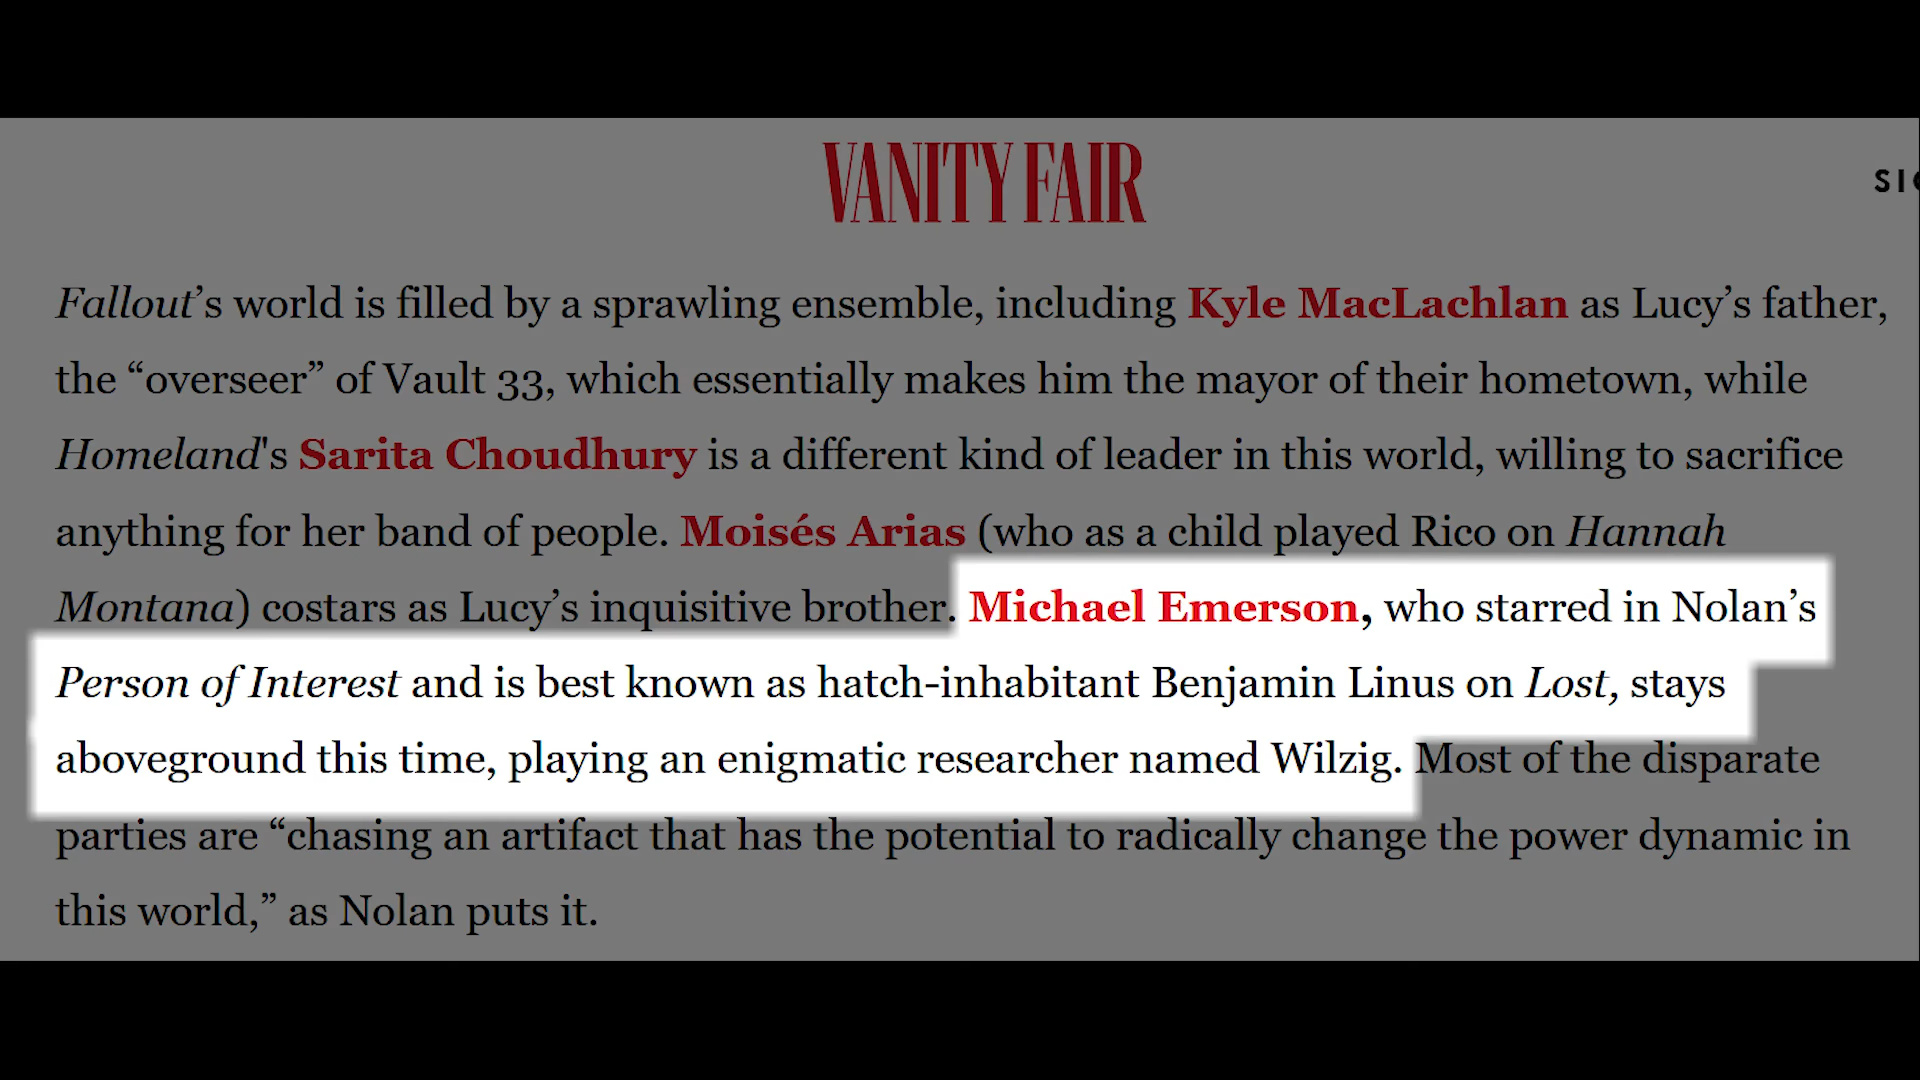 VANITY FAIR
Fallout’s world is filled by a sprawling ensemble, including Kyle MacLachlan as Lucy’s father,
the “overseer” of Vault 33, which essentially makes him the mayor of their hometown, while
Homeland's Sarita Choudhury is a different kind of leader in this world, willing to sacrifice
anything for her band of people. Moisés Arias (who as a child played Rico on Hannah
Montana) costars as Lucy’s inquisitive brother. Michael Emerson, who starred in Nolan’s
Person of Interest and is best known as hatch-inhabitant Benjamin Linus on Lost, stays
aboveground this time, playing an enigmatic researcher named Wilzig. Most of the disparate
parties are “chasing an artifact that has the potential to radically change the power dynamic in
this world,” as Nolan puts it.